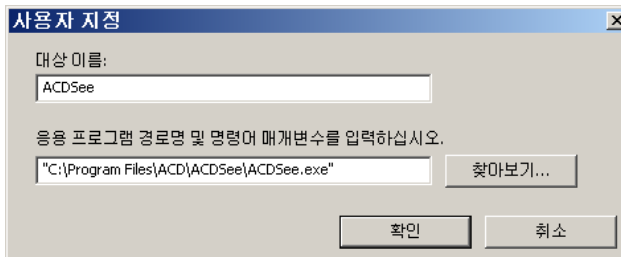 사용자 지정
대상 이름:
ACDSee
응용 프로그램 경로명 및 명령어 매개변수를 입력하십시오.
"C:\Program Files\ACD\ACDSee\ACDSee.exe"
찾아보기...
확인
취소